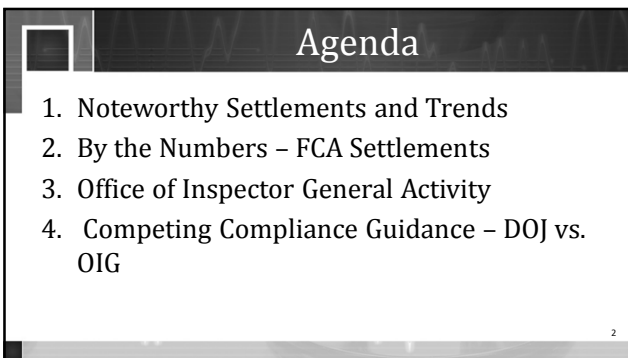 Agenda
1. Noteworthy Settlements and Trends
2. By the Numbers – FCA Settlements
3. Office of Inspector General Activity
4. Competing Compliance Guidance – DOJ vs.
OIG
2